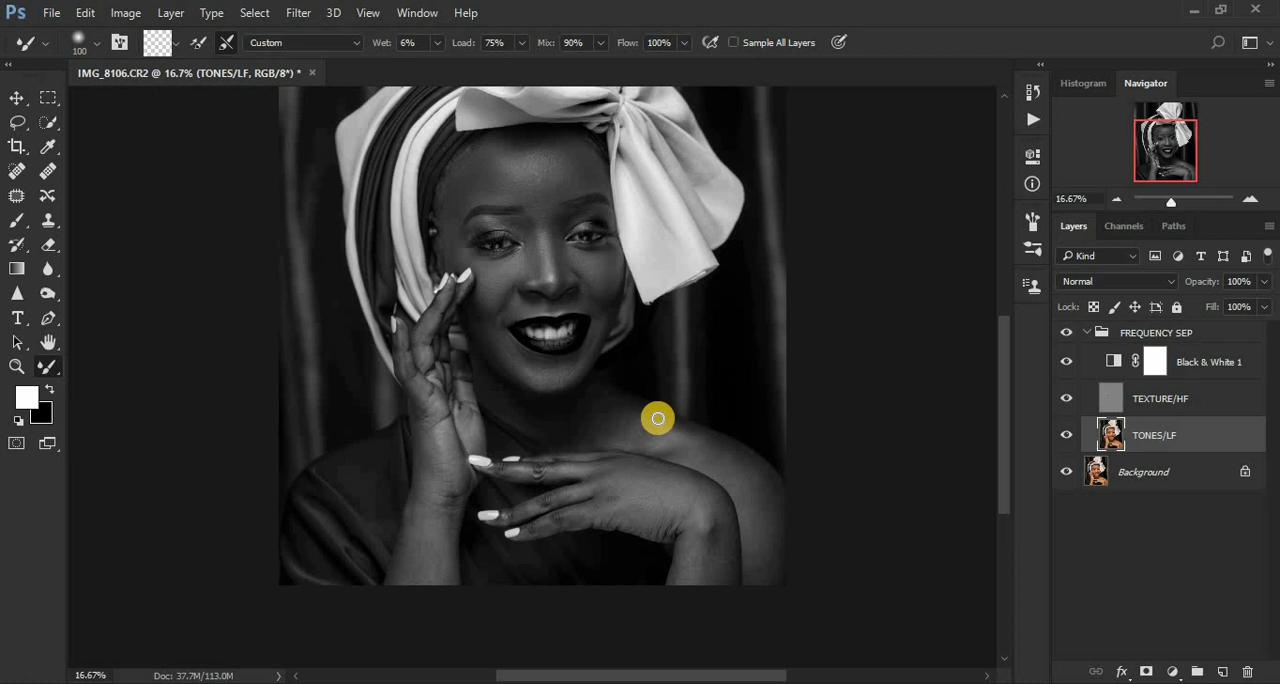 Ps File Edit Image Layer Type Select Filter 3D View Window Help
100 Custom Wet: 6% Load: 75% Mix: 90% Flow: 100% Sample All Layers
IMG_8106.CR2 @ 16.7% (TONES/LF, RGB/8*) * ×
Histogram Navigator
16.67%
Layers Channels Paths
Kind
Normal Opacity: 100%
Lock: Fill: 100%
FREQUENCY SEP
Black & White 1
TEXTURE/HF
TONES/LF
Background
16.67% Doc: 37.7M/113.0M